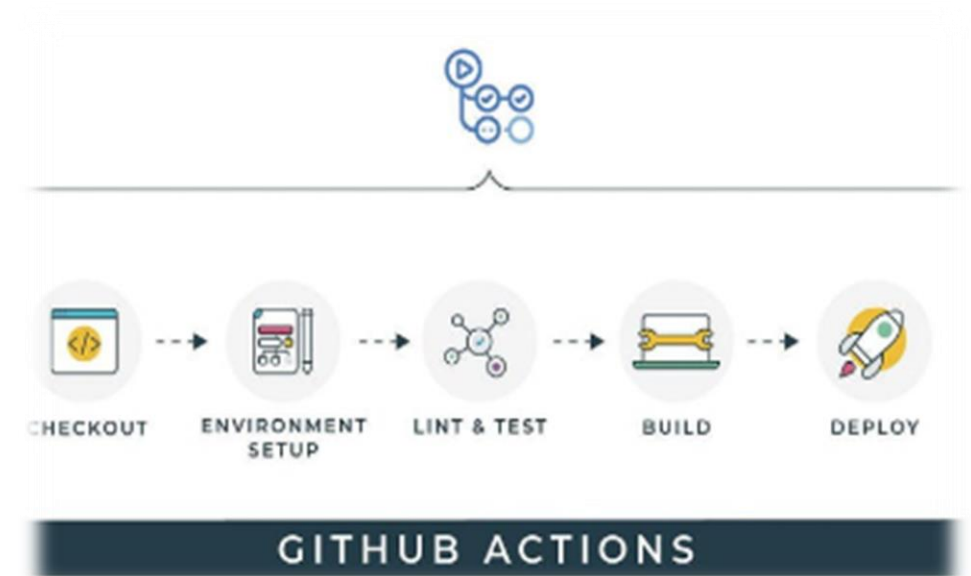 CHECKOUT
ENVIRONMENT
SETUP
LINT & TEST
BUILD
DEPLOY
GITHUB ACTIONS